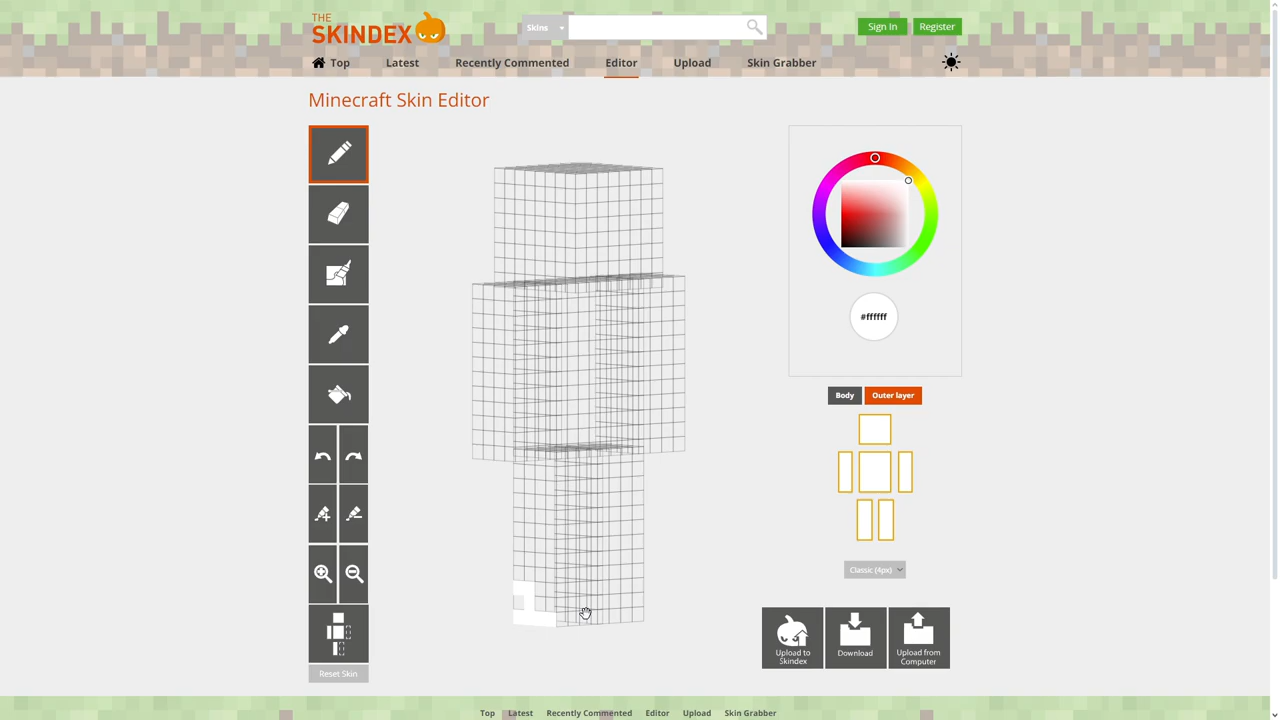 THE
SKINDEX
Skins
Sign In
Register
Top
Latest
Recently Commented
Editor
Upload
Skin Grabber
Minecraft Skin Editor
#ffffff
Body
Outer layer
Classic (4px)
Upload to
Skindex
Download
Upload from
Computer
Reset Skin
Top
Latest
Recently Commented
Editor
Upload
Skin Grabber